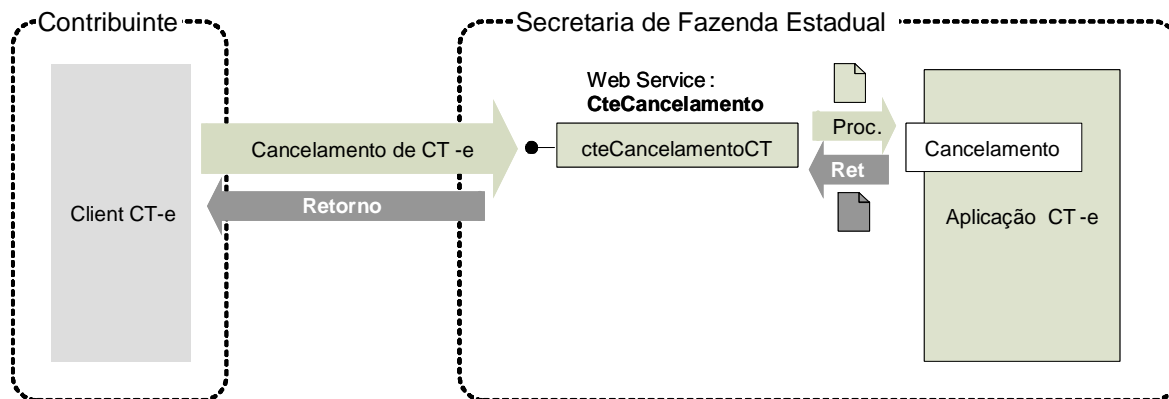 Contribuinte
Secretaria de Fazenda Estadual
Web Service :
CteCancelamento
Cancelamento de CT -e
cteCancelamentoCT
Proc.
Cancelamento
Ret
Retorno
Client CT-e
Aplicação CT -e